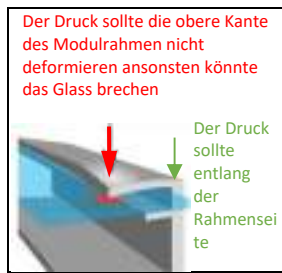 Der Druck sollte die obere Kante
des Modulrahmen nicht
deformieren ansonsten könnte
das Glass brechen
Der Druck
sollte
entlang
der
Rahmensei
te